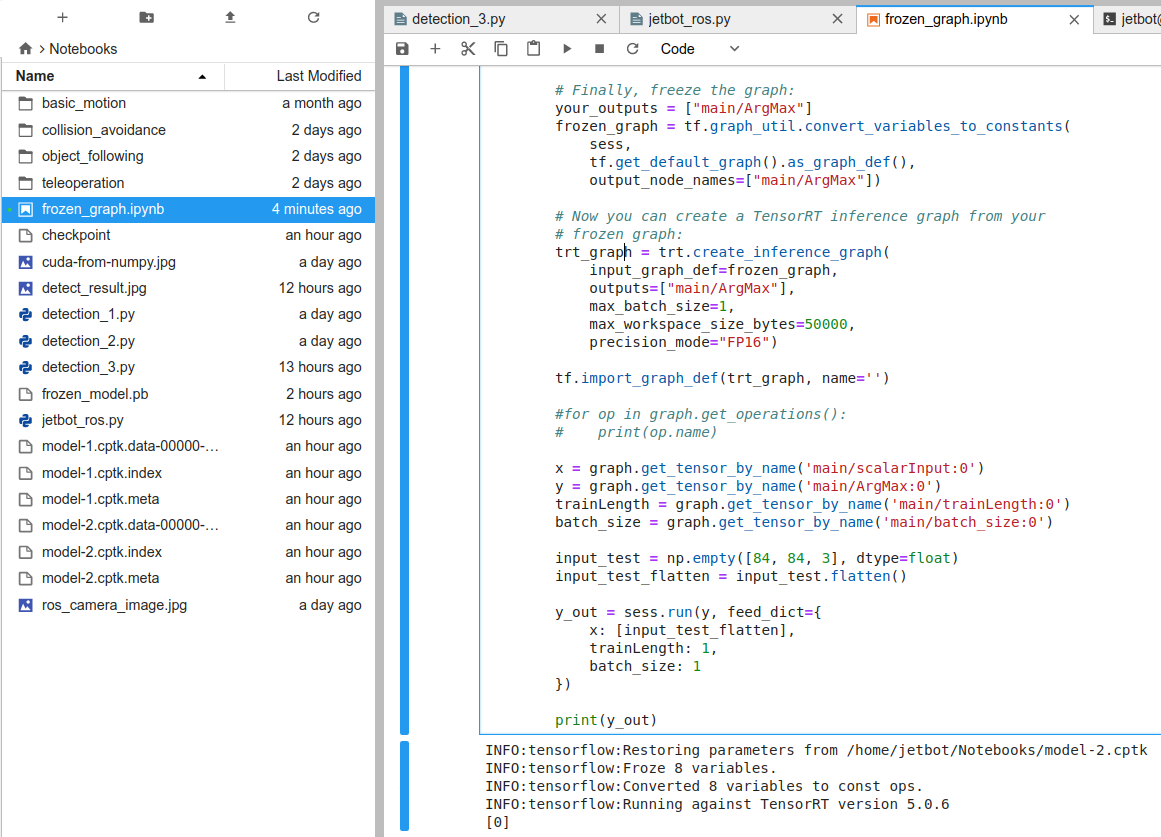 Notebooks
Name Last Modified
basic_motion a month ago
collision_avoidance 2 days ago
object_following 2 days ago
teleoperation 2 days ago
frozen_graph.ipynb 4 minutes ago
checkpoint an hour ago
cuda-from-numpy.jpg a day ago
detect_result.jpg 12 hours ago
detection_1.py a day ago
detection_2.py a day ago
detection_3.py 13 hours ago
frozen_model.pb 2 hours ago
jetbot_ros.py 12 hours ago
model-1.cptk.data-00000-… an hour ago
model-1.cptk.index an hour ago
model-1.cptk.meta an hour ago
model-2.cptk.data-00000-… an hour ago
model-2.cptk.index an hour ago
model-2.cptk.meta an hour ago
ros_camera_image.jpg a day ago
detection_3.py jetbot_ros.py frozen_graph.ipynb jetbot@
Code
# Finally, freeze the graph:
your_outputs = ["main/ArgMax"]
frozen_graph = tf.graph_util.convert_variables_to_constants(
    sess,
    tf.get_default_graph().as_graph_def(),
    output_node_names=["main/ArgMax"])
# Now you can create a TensorRT inference graph from your
# frozen graph:
trt_graph = trt.create_inference_graph(
    input_graph_def=frozen_graph,
    outputs=["main/ArgMax"],
    max_batch_size=1,
    max_workspace_size_bytes=50000,
    precision_mode="FP16")
tf.import_graph_def(trt_graph, name='')
#for op in graph.get_operations():
#    print(op.name)
x = graph.get_tensor_by_name('main/scalarInput:0')
y = graph.get_tensor_by_name('main/ArgMax:0')
trainLength = graph.get_tensor_by_name('main/trainLength:0')
batch_size = graph.get_tensor_by_name('main/batch_size:0')
input_test = np.empty([84, 84, 3], dtype=float)
input_test_flatten = input_test.flatten()
y_out = sess.run(y, feed_dict={
    x: [input_test_flatten],
    trainLength: 1,
    batch_size: 1
})
print(y_out)
INFO:tensorflow:Restoring parameters from /home/jetbot/Notebooks/model-2.cptk
INFO:tensorflow:Froze 8 variables.
INFO:tensorflow:Converted 8 variables to const ops.
INFO:tensorflow:Running against TensorRT version 5.0.6
[0]